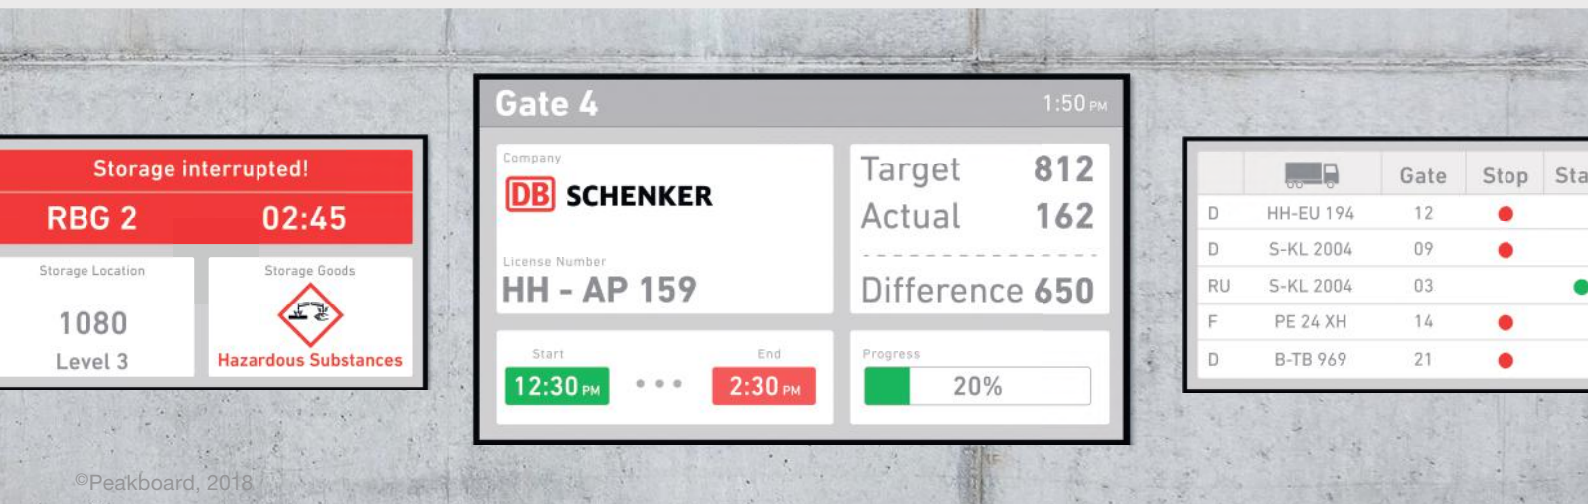 Storage interrupted!
RBG 2 02:45
Storage Location
1080
Level 3
Storage Goods
Hazardous Substances
Gate 4 1:50 PM
Company
DB SCHENKER
License Number
HH - AP 159
Target 812
Actual 162
Difference 650
Start End
12:30 PM ••• 2:30 PM
Progress
20%
Gate Stop Sta
D HH-EU 194 12
D S-KL 2004 09
RU S-KL 2004 03
F PE 24 XH 14
D B-TB 969 21
©Peakboard, 2018